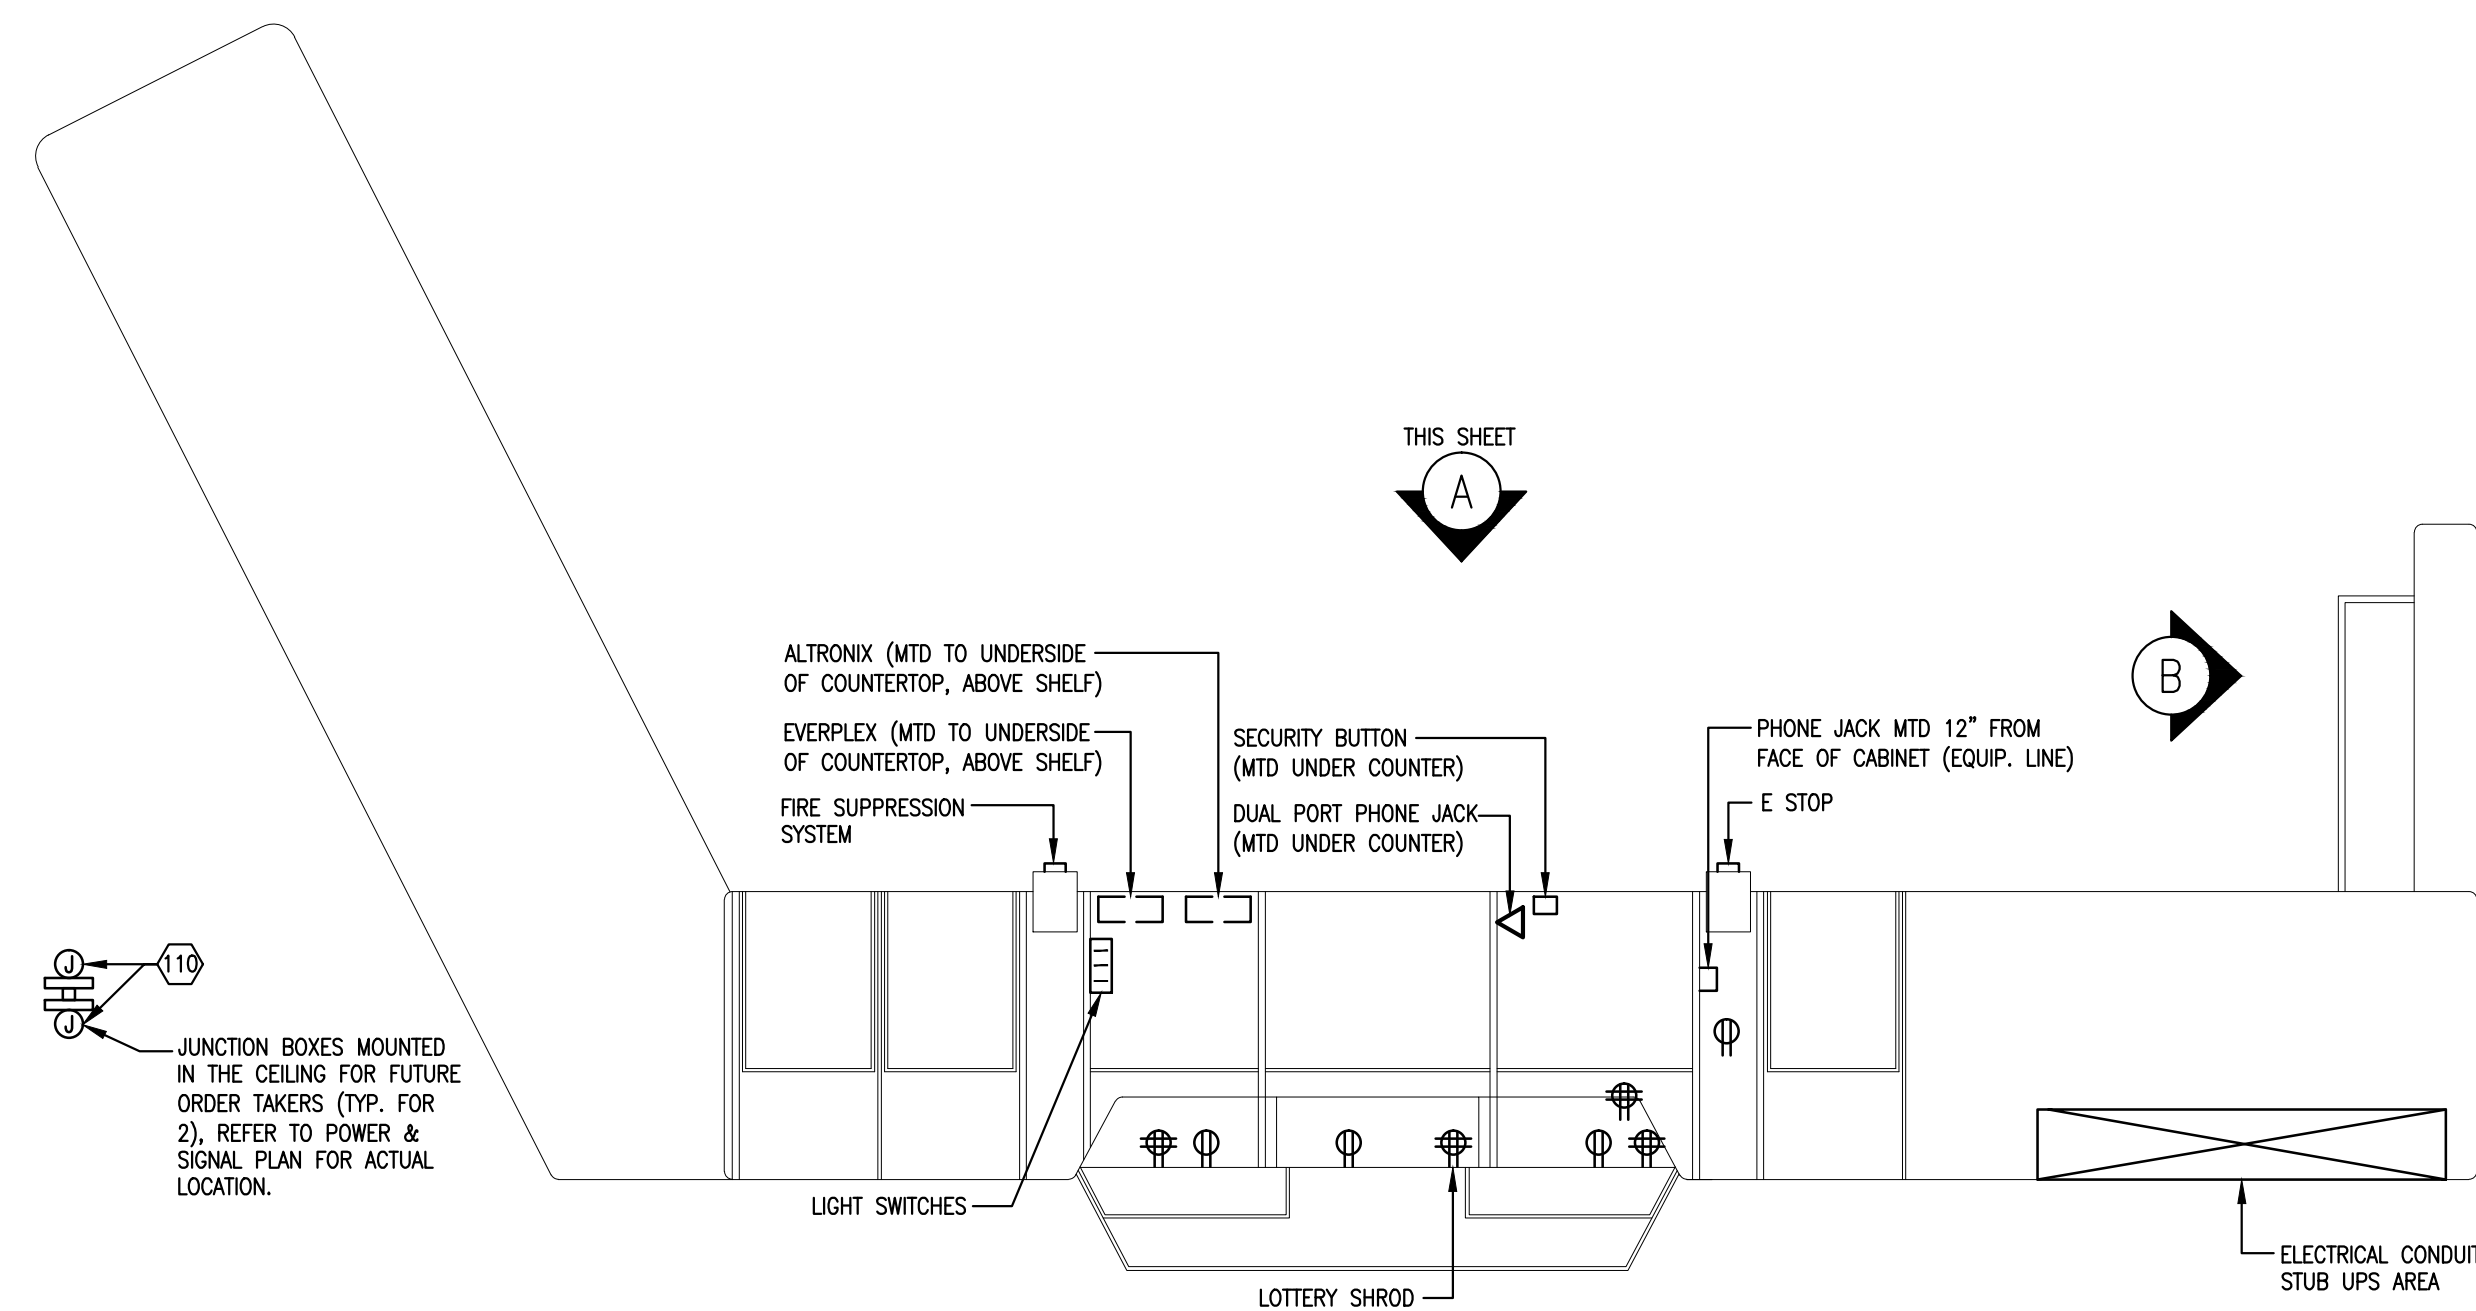 THIS SHEET
A
B
ALTRONIX (MTD TO UNDERSIDE
OF COUNTERTOP, ABOVE SHELF)
EVERPLEX (MTD TO UNDERSIDE
OF COUNTERTOP, ABOVE SHELF)
FIRE SUPPRESSION
SYSTEM
SECURITY BUTTON
(MTD UNDER COUNTER)
DUAL PORT PHONE JACK
(MTD UNDER COUNTER)
PHONE JACK MTD 12" FROM
FACE OF CABINET (EQUIP. LINE)
E STOP
J
110
J
JUNCTION BOXES MOUNTED
IN THE CEILING FOR FUTURE
ORDER TAKERS (TYP. FOR
2), REFER TO POWER &
SIGNAL PLAN FOR ACTUAL
LOCATION.
LIGHT SWITCHES
LOTTERY SHROD
ELECTRICAL CONDUIT
STUB UPS AREA